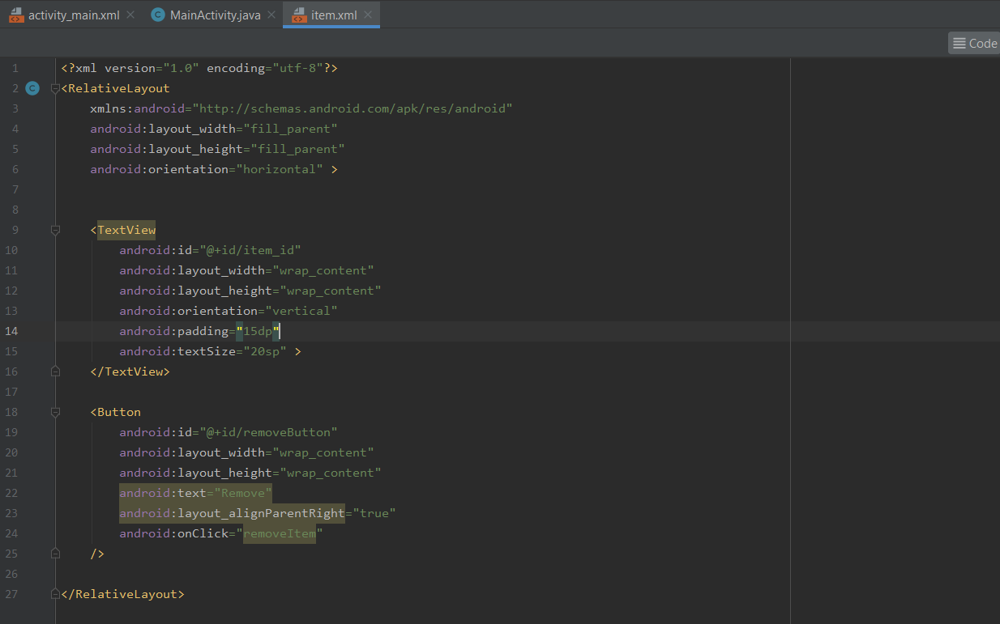 activity_main.xml MainActivity.java item.xml
Code
1 <?xml version="1.0" encoding="utf-8"?>
2 <RelativeLayout
3     xmlns:android="http://schemas.android.com/apk/res/android"
4     android:layout_width="fill_parent"
5     android:layout_height="fill_parent"
6     android:orientation="horizontal" >
7
8
9     <TextView
10         android:id="@+id/item_id"
11         android:layout_width="wrap_content"
12         android:layout_height="wrap_content"
13         android:orientation="vertical"
14         android:padding="15dp"
15         android:textSize="20sp" >
16     </TextView>
17
18     <Button
19         android:id="@+id/removeButton"
20         android:layout_width="wrap_content"
21         android:layout_height="wrap_content"
22         android:text="Remove"
23         android:layout_alignParentRight="true"
24         android:onClick="removeItem"
25     />
26
27 </RelativeLayout>